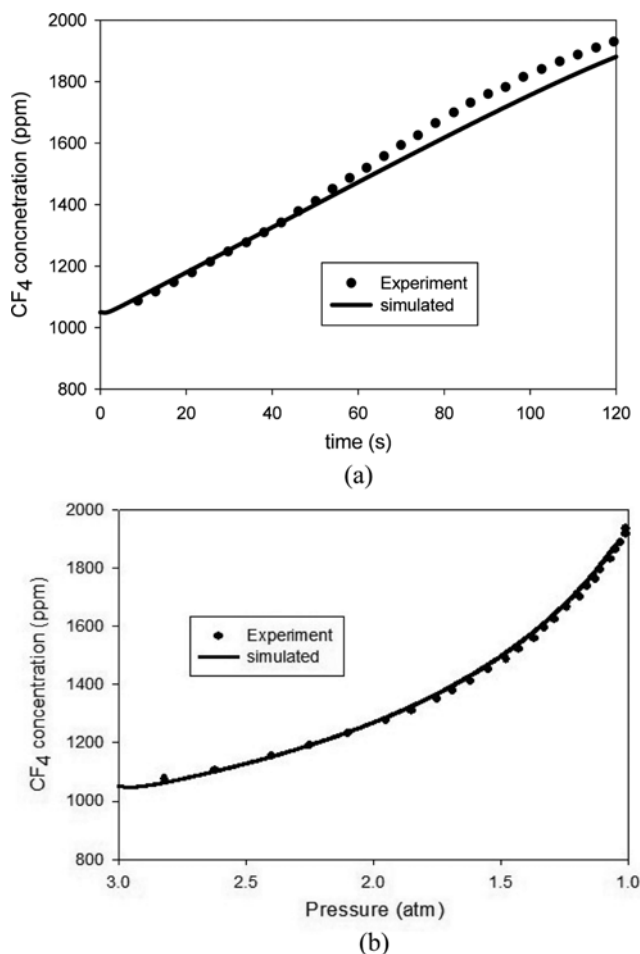 2000
1800
1600
1400
1200
1000
800
CF4 concnetration (ppm)
Experiment
simulated
0 20 40 60 80 100 120
time (s)
(a)
2000
1800
1600
1400
1200
1000
800
CF4 concentration (ppm)
Experiment
simulated
3.0 2.5 2.0 1.5 1.0
Pressure (atm)
(b)